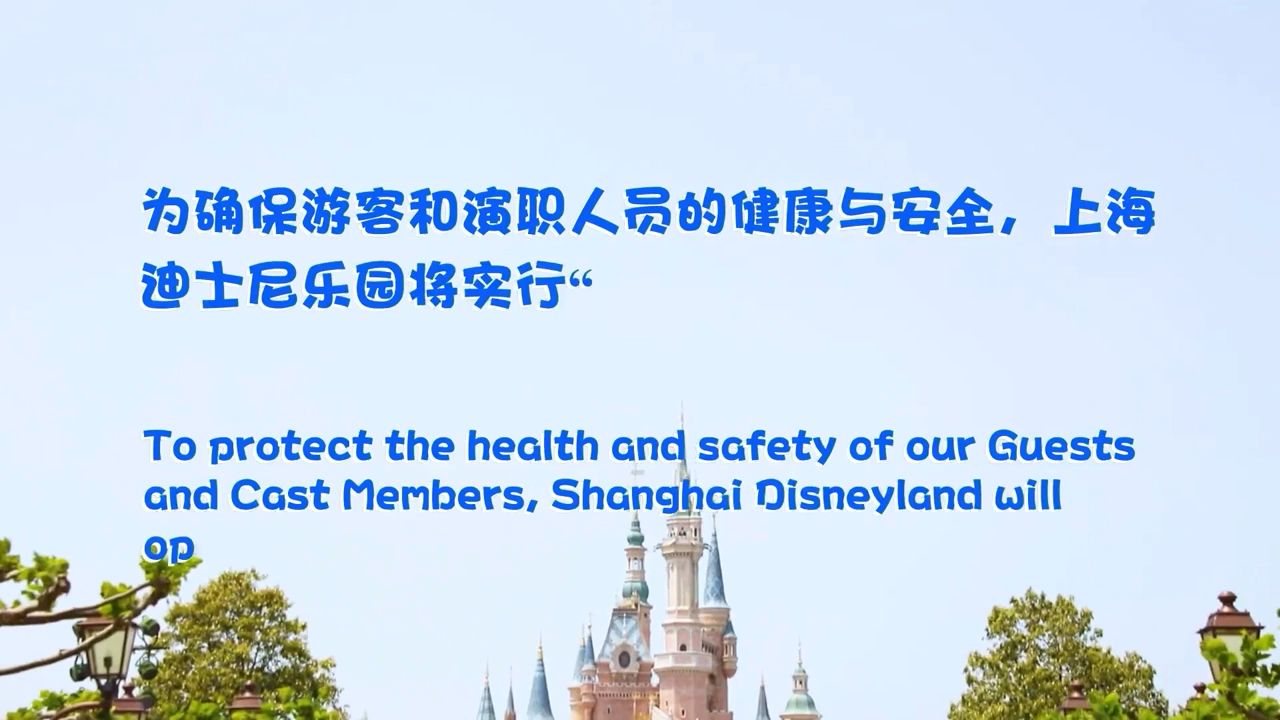 为确保游客和演职人员的健康与安全，上海
迪士尼乐园将实行“
To protect the health and safety of our Guests
and Cast Members, Shanghai Disneyland will
op